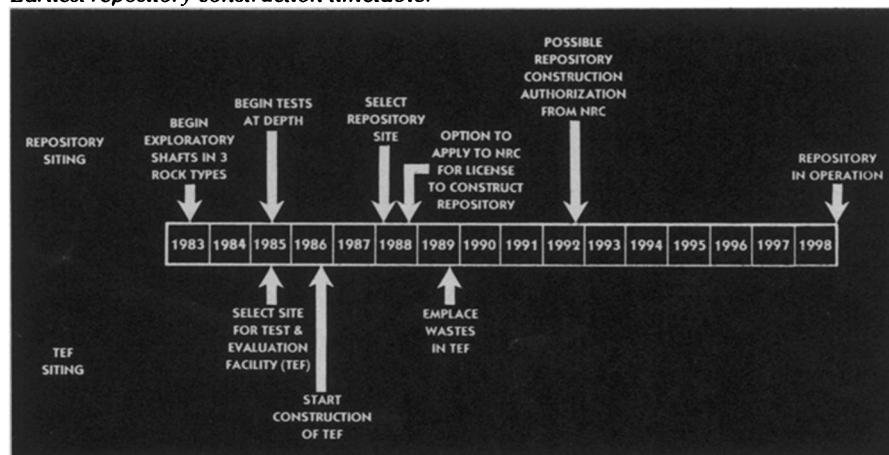 Earliest repository construction timetable.
POSSIBLE
REPOSITORY
CONSTRUCTION
AUTHORIZATION
FROM NRC
BEGIN TESTS
AT DEPTH
SELECT
REPOSITORY
SITE
REPOSITORY
SITING
BEGIN
EXPLORATORY
SHAFTS IN 3
ROCK TYPES
OPTION TO
APPLY TO NRC
FOR LICENSE
TO CONSTRUCT
REPOSITORY
REPOSITORY
IN OPERATION
1983 1984 1985 1986 1987 1988 1989 1990 1991 1992 1993 1994 1995 1996 1997 1998
TEF
SITING
SELECT SITE
FOR TEST &
EVALUATION
FACILITY (TEF)
EMPLACE
WASTES
IN TEF
START
CONSTRUCTION
OF TEF